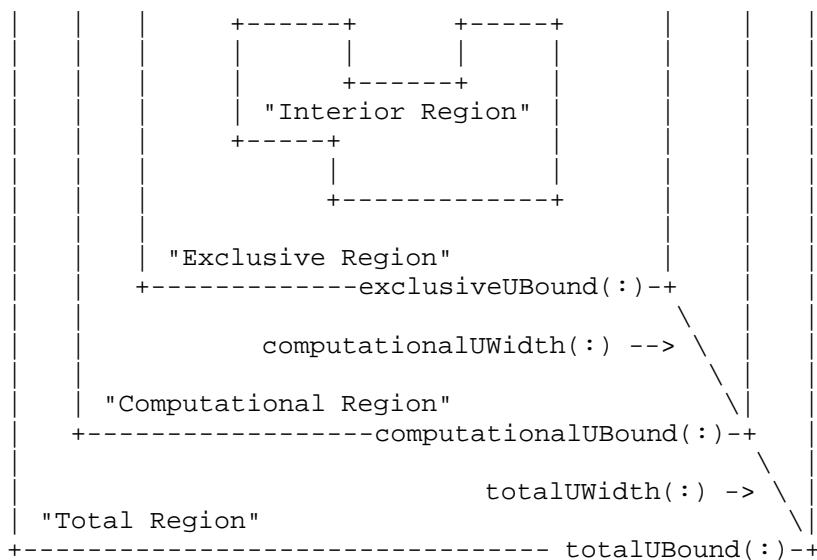 "Interior Region"
"Exclusive Region"
exclusiveUBound(:)
computationalUWidth(:) -->
"Computational Region"
computationalUBound(:)
totalUWidth(:) ->
"Total Region"
totalUBound(:)